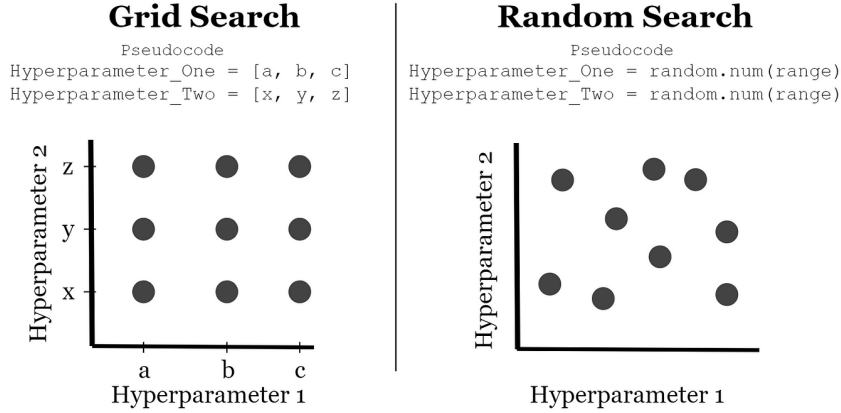 Grid Search
Pseudocode
Hyperparameter_One = [a, b, c]
Hyperparameter_Two = [x, y, z]
Hyperparameter 2
z
y
x
a b c
Hyperparameter 1
Random Search
Pseudocode
Hyperparameter_One = random.num(range)
Hyperparameter_Two = random.num(range)
Hyperparameter 2
Hyperparameter 1